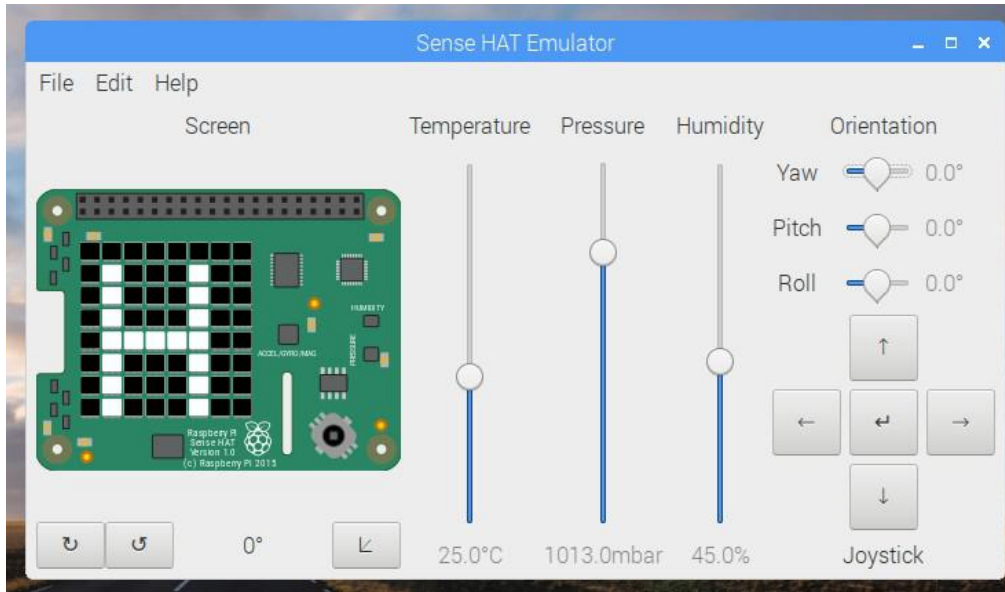 Sense HAT Emulator
File Edit Help
Screen
Temperature
Pressure
Humidity
Orientation
Yaw 0.0°
Pitch 0.0°
Roll 0.0°
HUMIDITY
PRESSURE
ACCEL/GYRO/MAG
Raspberry Pi
Sense HAT
Version 1.0
(c) Raspberry Pi 2015
H
0°
25.0°C
1013.0mbar
45.0%
Joystick